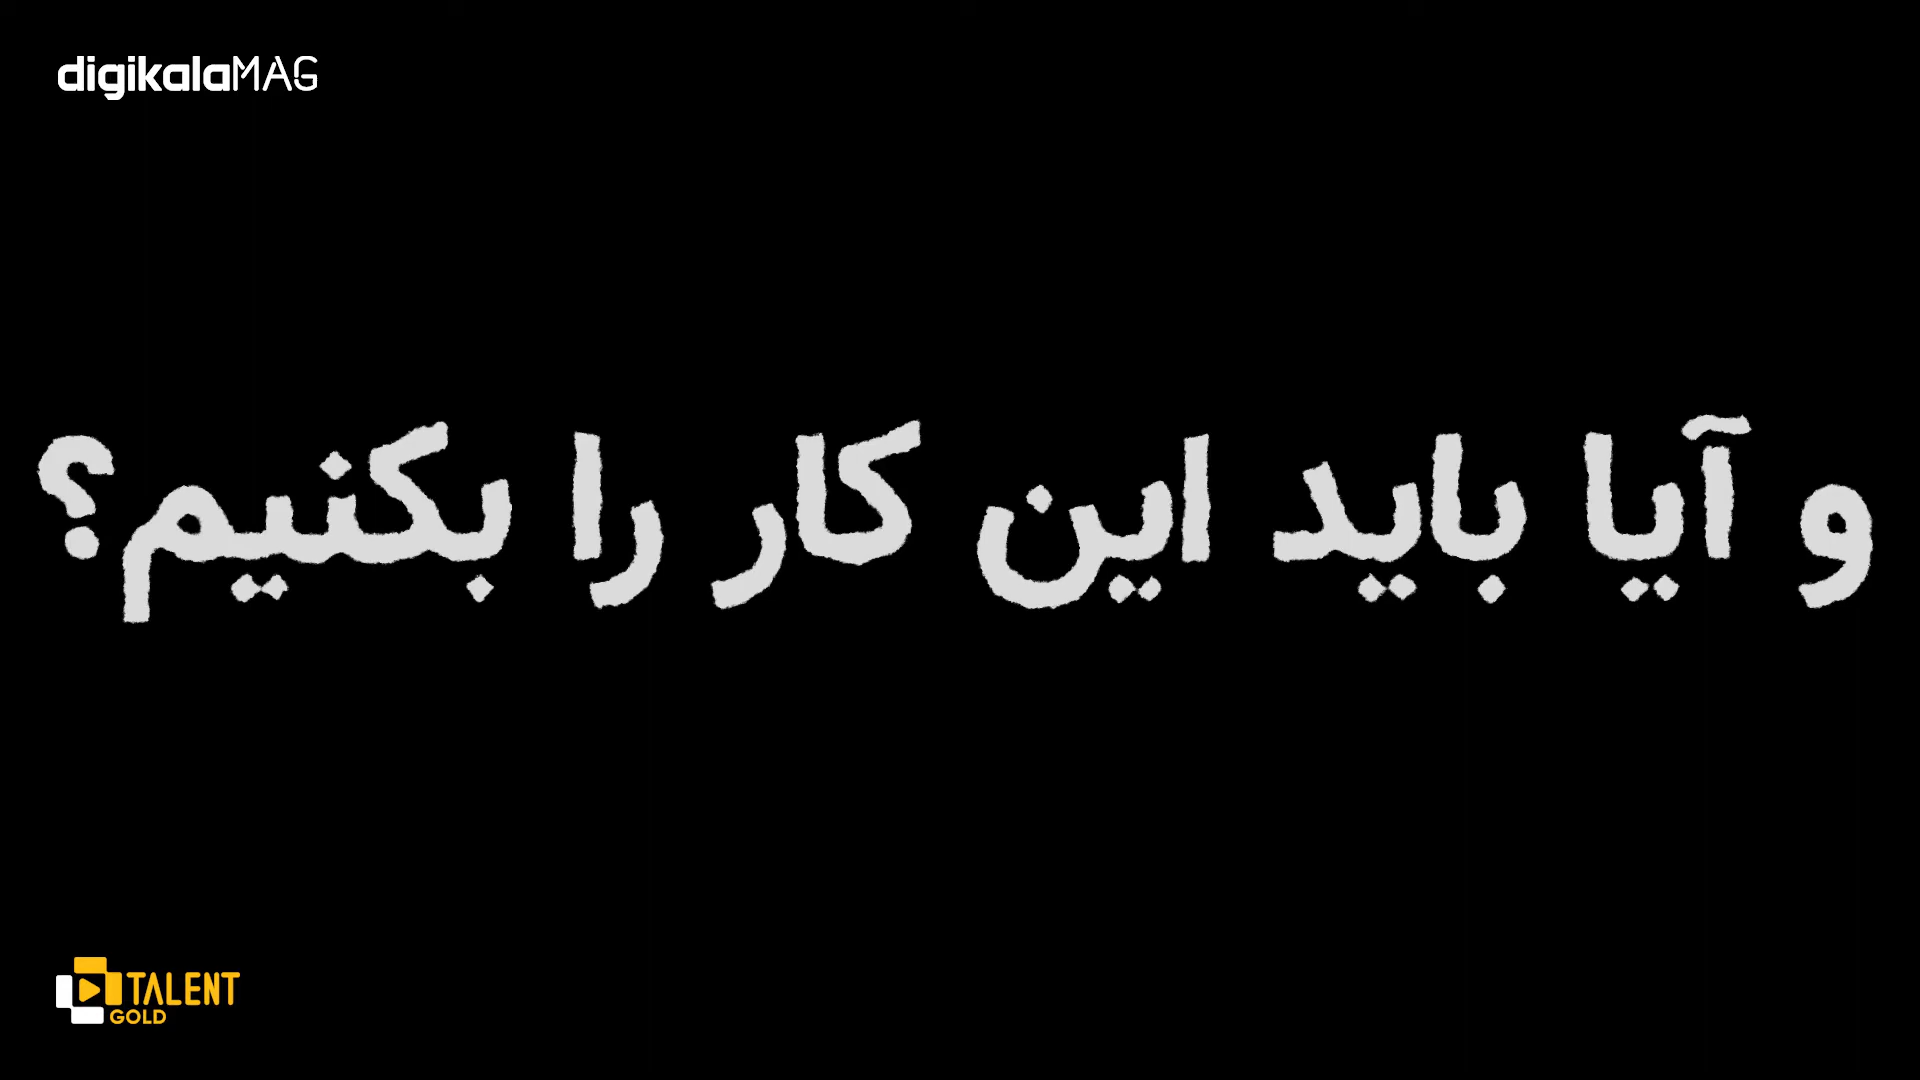 digikalaMAG
و آیا باید این کار را بکنیم؟
TALENT
GOLD